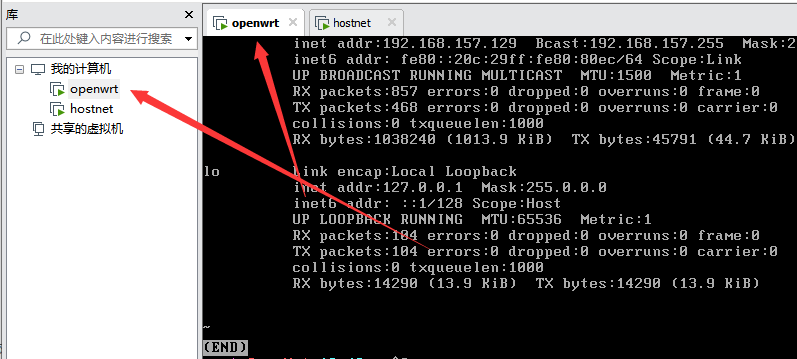 库
在此处键入内容进行搜索
我的计算机
openwrt
hostnet
共享的虚拟机
openwrt
hostnet
inet addr:192.168.157.129 Bcast:192.168.157.255 Mask:2
inet6 addr: fe80::20c:29ff:fe80:80ec/64 Scope:Link
UP BROADCAST RUNNING MULTICAST MTU:1500 Metric:1
RX packets:857 errors:0 dropped:0 overruns:0 frame:0
TX packets:468 errors:0 dropped:0 overruns:0 carrier:0
collisions:0 txqueuelen:1000
RX bytes:1038240 (1013.9 KiB) TX bytes:45791 (44.7 KiB)
lo Link encap:Local Loopback
inet addr:127.0.0.1 Mask:255.0.0.0
inet6 addr: ::1/128 Scope:Host
UP LOOPBACK RUNNING MTU:65536 Metric:1
RX packets:104 errors:0 dropped:0 overruns:0 frame:0
TX packets:104 errors:0 dropped:0 overruns:0 carrier:0
collisions:0 txqueuelen:1000
RX bytes:14290 (13.9 KiB) TX bytes:14290 (13.9 KiB)
~
(END)